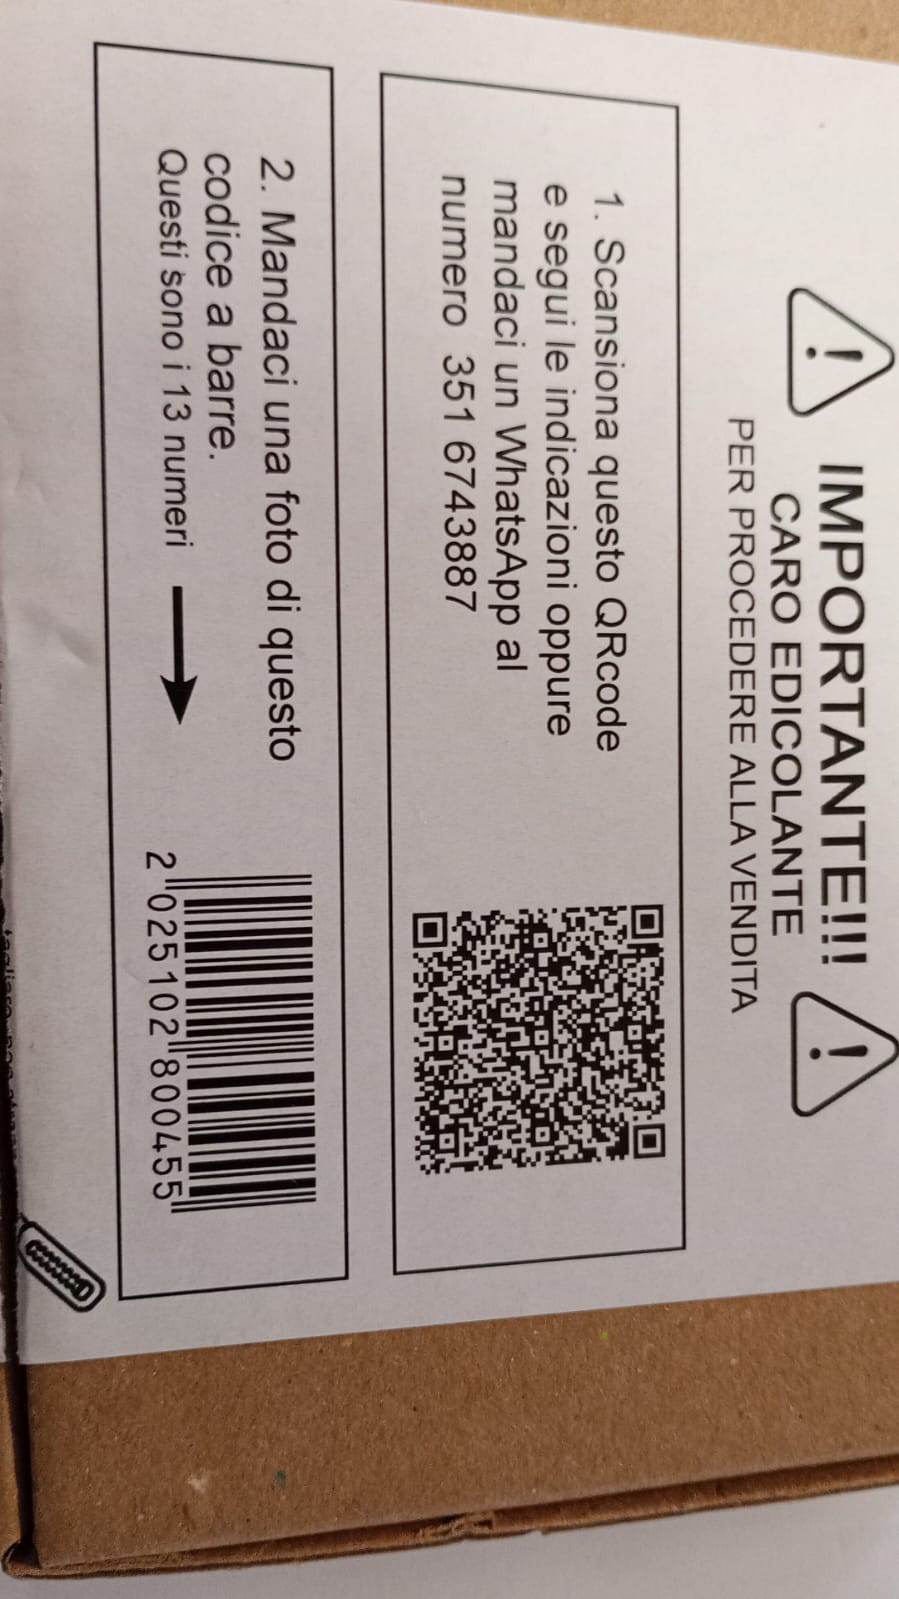 IMPORTANTE!!!
CARO EDICOLANTE
PER PROCEDERE ALLA VENDITA
1. Scansiona questo QRcode
e segui le indicazioni oppure
mandaci un WhatsApp al
numero 351 6743887
2. Mandaci una foto di questo
codice a barre.
Questi sono i 13 numeri
2 025102 800455